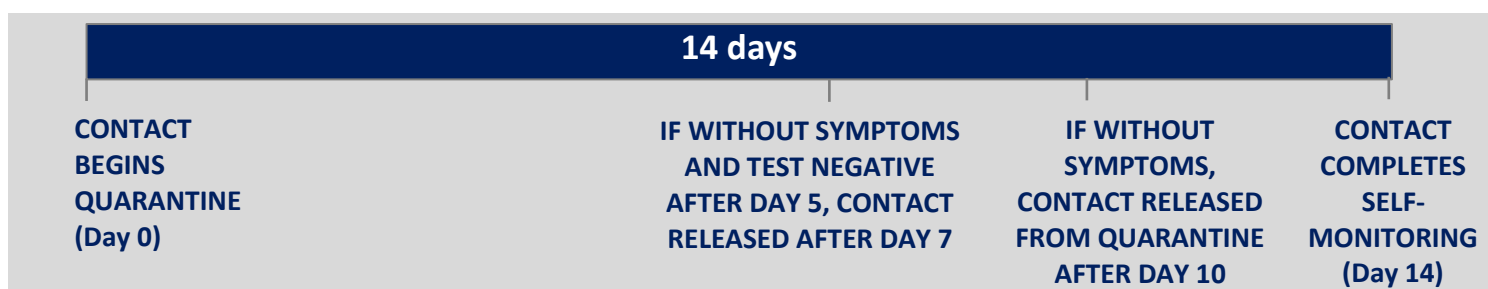 14 days
CONTACT
BEGINS
QUARANTINE
(Day 0)
IF WITHOUT SYMPTOMS
AND TEST NEGATIVE
AFTER DAY 5, CONTACT
RELEASED AFTER DAY 7
IF WITHOUT
SYMPTOMS,
CONTACT RELEASED
FROM QUARANTINE
AFTER DAY 10
CONTACT
COMPLETES
SELF-
MONITORING
(Day 14)